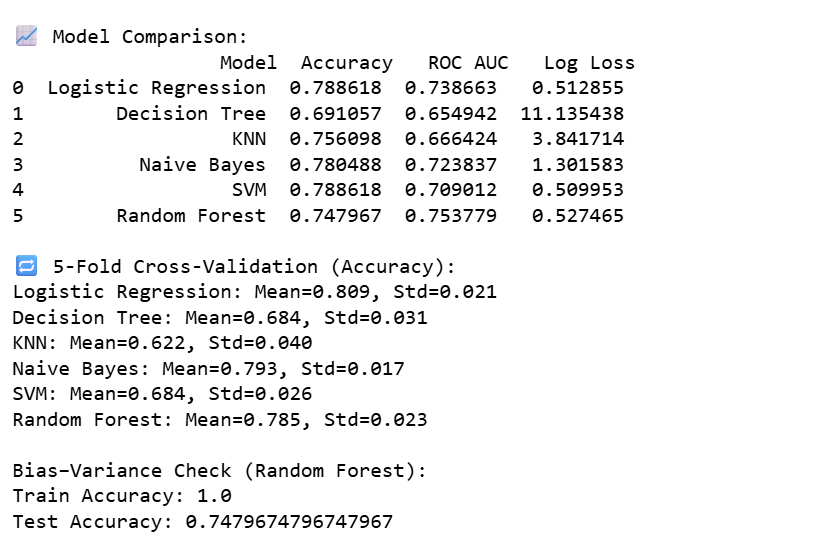 📈 Model Comparison:
Model Accuracy ROC AUC Log Loss
0 Logistic Regression 0.788618 0.738663 0.512855
1 Decision Tree 0.691057 0.654942 11.135438
2 KNN 0.756098 0.666424 3.841714
3 Naive Bayes 0.780488 0.723837 1.301583
4 SVM 0.788618 0.709012 0.509953
5 Random Forest 0.747967 0.753779 0.527465
🔁 5-Fold Cross-Validation (Accuracy):
Logistic Regression: Mean=0.809, Std=0.021
Decision Tree: Mean=0.684, Std=0.031
KNN: Mean=0.622, Std=0.040
Naive Bayes: Mean=0.793, Std=0.017
SVM: Mean=0.684, Std=0.026
Random Forest: Mean=0.785, Std=0.023
Bias–Variance Check (Random Forest):
Train Accuracy: 1.0
Test Accuracy: 0.7479674796747967